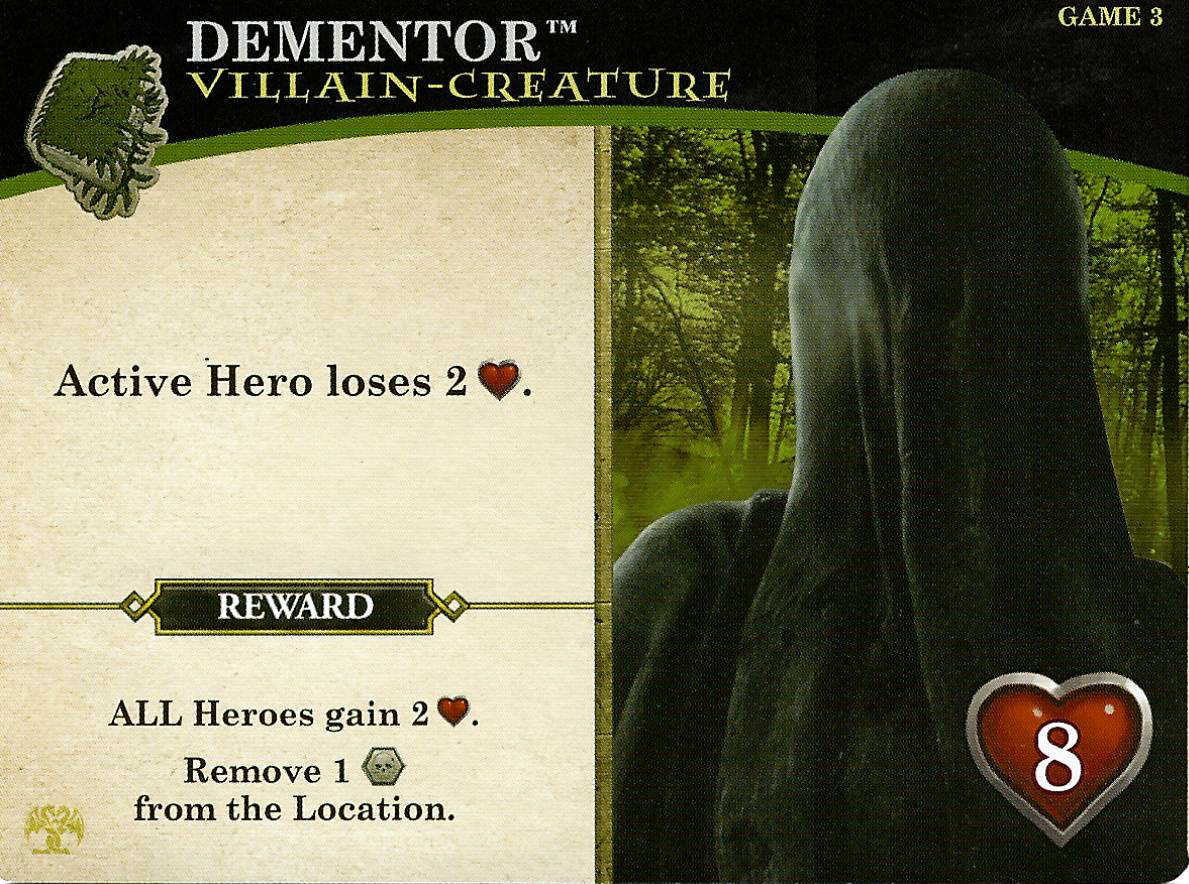 DEMENTOR™
GAME 3
VILLAIN-CREATURE
Active Hero loses 2 .
REWARD
ALL Heroes gain 2 .
Remove 1
from the Location.
8